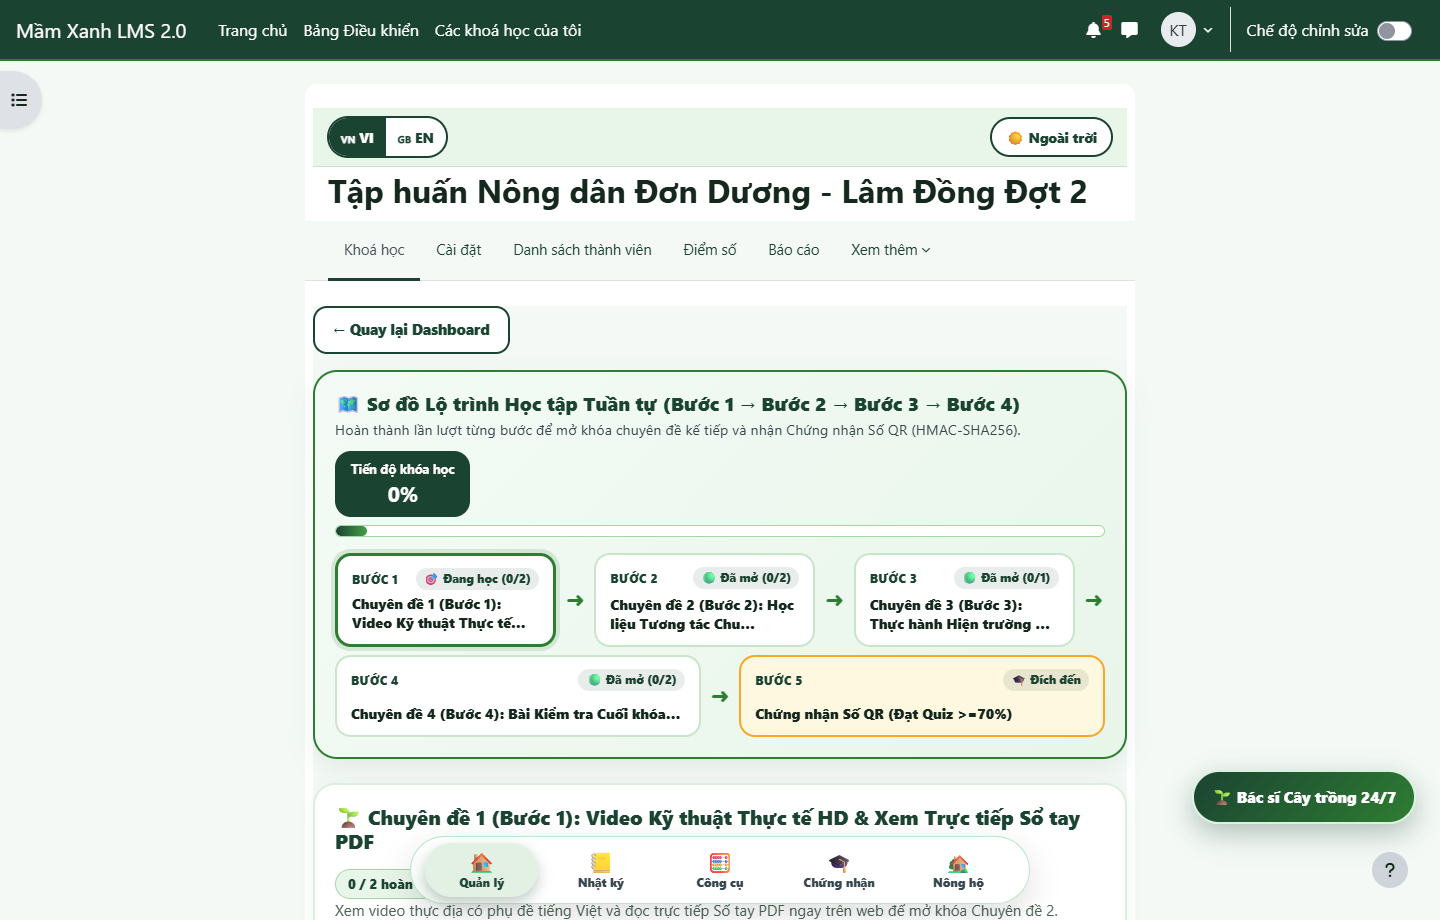 Mầm Xanh LMS 2.0
Trang chủ
Bảng Điều khiển
Các khoá học của tôi
5
KT
Chế độ chỉnh sửa
VN VI
GB EN
Ngoài trời
Tập huấn Nông dân Đơn Dương - Lâm Đồng Đợt 2
Khoá học
Cài đặt
Danh sách thành viên
Điểm số
Báo cáo
Xem thêm
← Quay lại Dashboard
Sơ đồ Lộ trình Học tập Tuần tự (Bước 1 → Bước 2 → Bước 3 → Bước 4)
Hoàn thành lần lượt từng bước để mở khóa chuyên đề kế tiếp và nhận Chứng nhận Số QR (HMAC-SHA256).
Tiến độ khóa học
0%
BƯỚC 1
Đang học (0/2)
Chuyên đề 1 (Bước 1):
Video Kỹ thuật Thực tế...
➜
BƯỚC 2
Đã mở (0/2)
Chuyên đề 2 (Bước 2): Học
liệu Tương tác Chu...
➜
BƯỚC 3
Đã mở (0/1)
Chuyên đề 3 (Bước 3):
Thực hành Hiện trường ...
➜
BƯỚC 4
Đã mở (0/2)
Chuyên đề 4 (Bước 4): Bài Kiểm tra Cuối khóa...
➜
BƯỚC 5
Đích đến
Chứng nhận Số QR (Đạt Quiz >=70%)
Chuyên đề 1 (Bước 1): Video Kỹ thuật Thực tế HD & Xem Trực tiếp Sổ tay
PDF
0 / 2 hoàn
Xem video thực địa có phụ đề tiếng Việt và đọc trực tiếp Sổ tay PDF ngay trên web để mở khóa Chuyên đề 2.
Quản lý
Nhật ký
Công cụ
Chứng nhận
Nông hộ
Bác sĩ Cây trồng 24/7
?